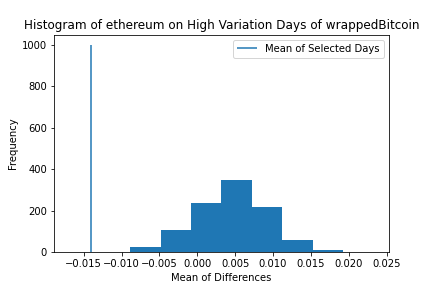 Histogram of ethereum on High Variation Days of wrappedBitcoin
Mean of Selected Days
1000
800
600
400
200
0
Frequency
−0.015 −0.010 −0.005 0.000 0.005 0.010 0.015 0.020 0.025
Mean of Differences